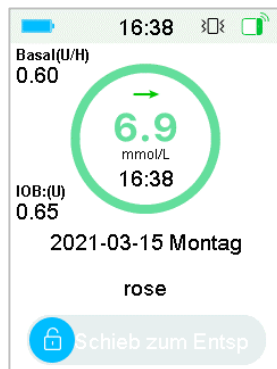 16:38
Basal(U/H)
0.60
6.9
mmol/L
16:38
IOB:(U)
0.65
2021-03-15 Montag
rose
Schieb zum Entsp